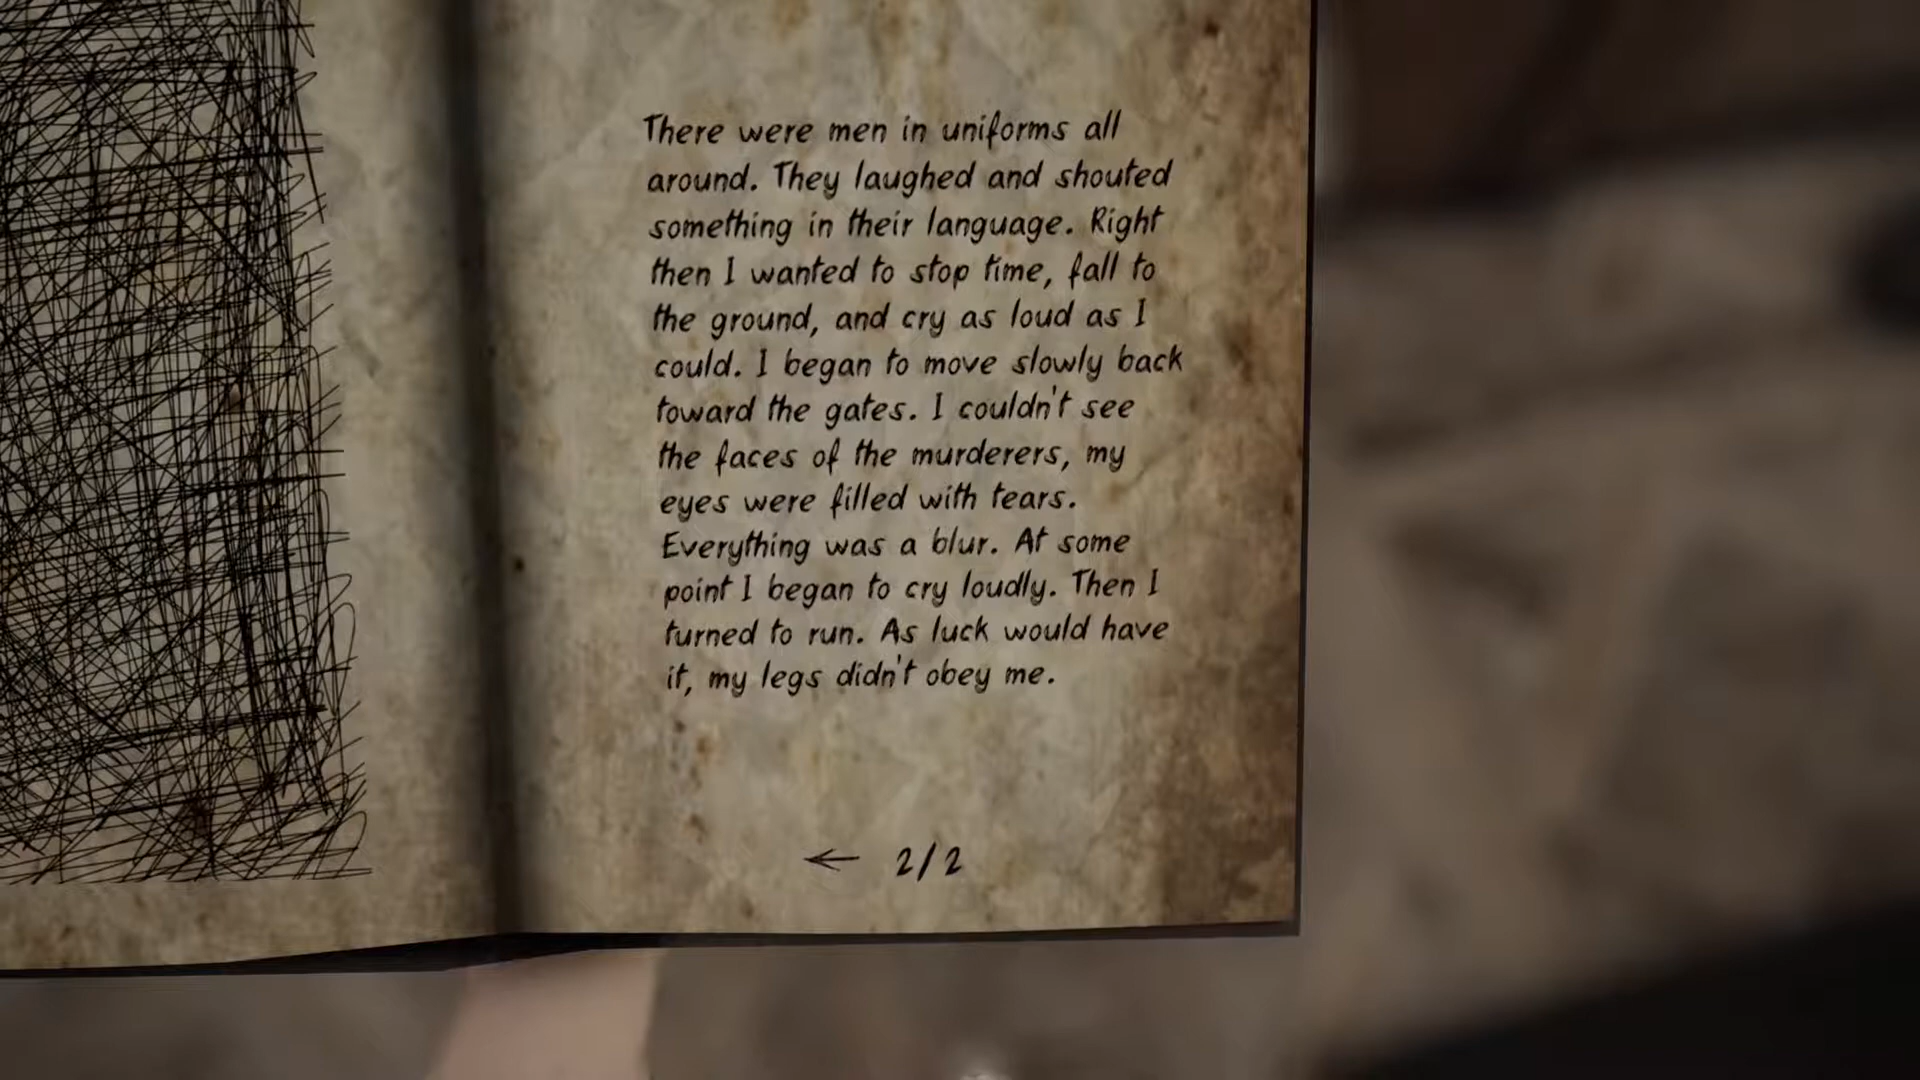 There were men in uniforms all
around. They laughed and shouted
something in their language. Right
then I wanted to stop time, fall to
the ground, and cry as loud as I
could. I began to move slowly back
toward the gates. I couldn't see
the faces of the murderers, my
eyes were filled with tears.
Everything was a blur. At some
point I began to cry loudly. Then I
turned to run. As luck would have
it, my legs didn't obey me.
← 2/2